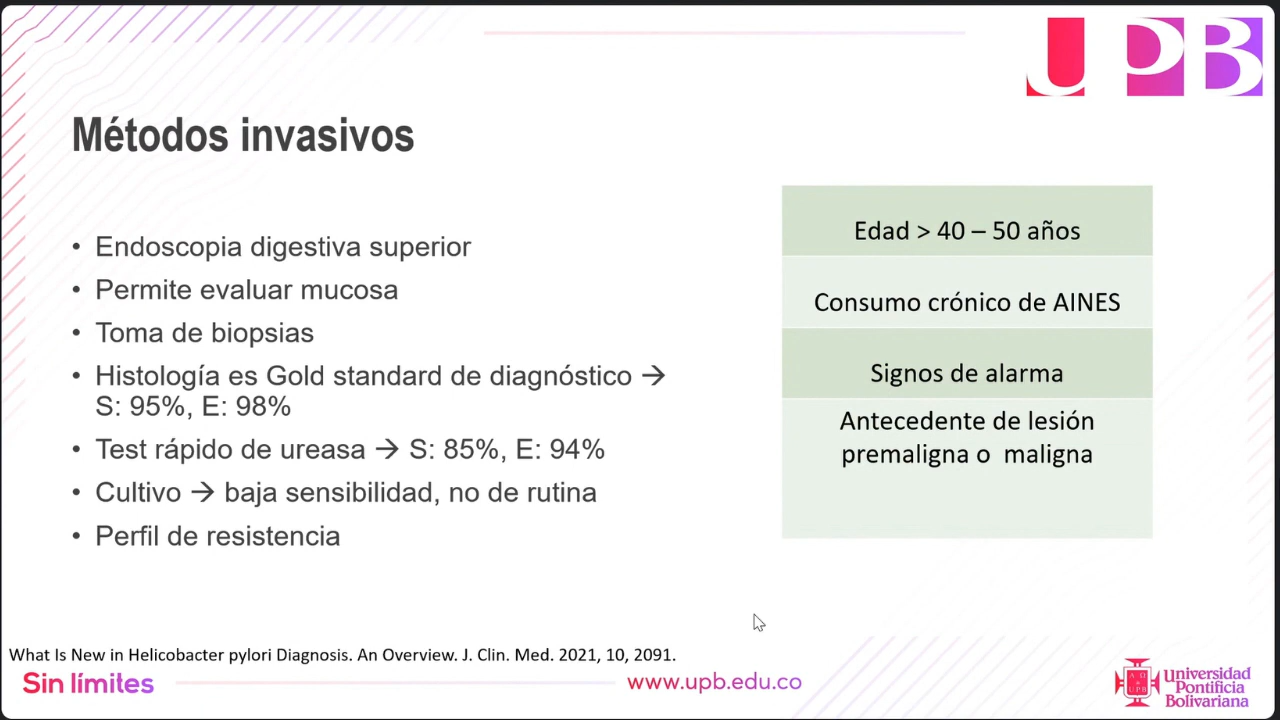 UPB
Métodos invasivos
• Endoscopia digestiva superior
• Permite evaluar mucosa
• Toma de biopsias
• Histología es Gold standard de diagnóstico →
S: 95%, E: 98%
• Test rápido de ureasa → S: 85%, E: 94%
• Cultivo → baja sensibilidad, no de rutina
• Perfil de resistencia
Edad > 40 – 50 años
Consumo crónico de AINES
Signos de alarma
Antecedente de lesión
premaligna o maligna
What Is New in Helicobacter pylori Diagnosis. An Overview. J. Clin. Med. 2021, 10, 2091.
Sin límites
www.upb.edu.co
Α Ω
UPB
Universidad
Pontificia
Bolivariana